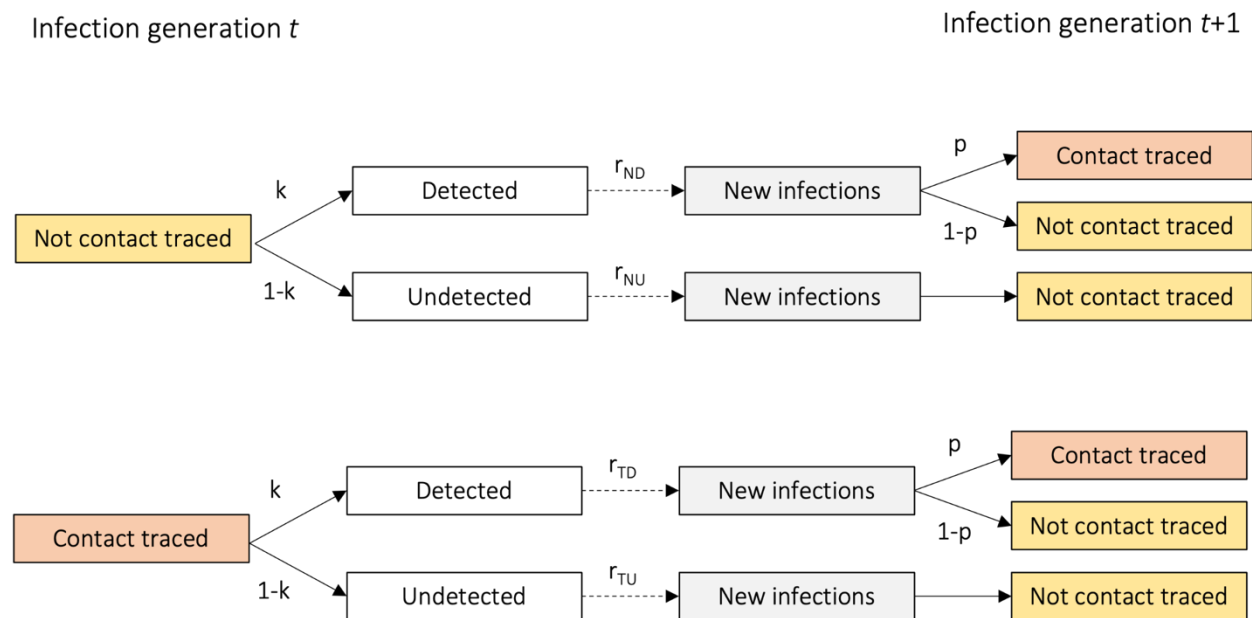 Infection generation t
Infection generation t+1
p
Contact traced
k
r_ND
Detected
New infections
Not contact traced
1-p
Not contact traced
1-k
r_NU
Undetected
New infections
Not contact traced
p
Contact traced
k
r_TD
Detected
New infections
Contact traced
1-p
Not contact traced
1-k
r_TU
Undetected
New infections
Not contact traced